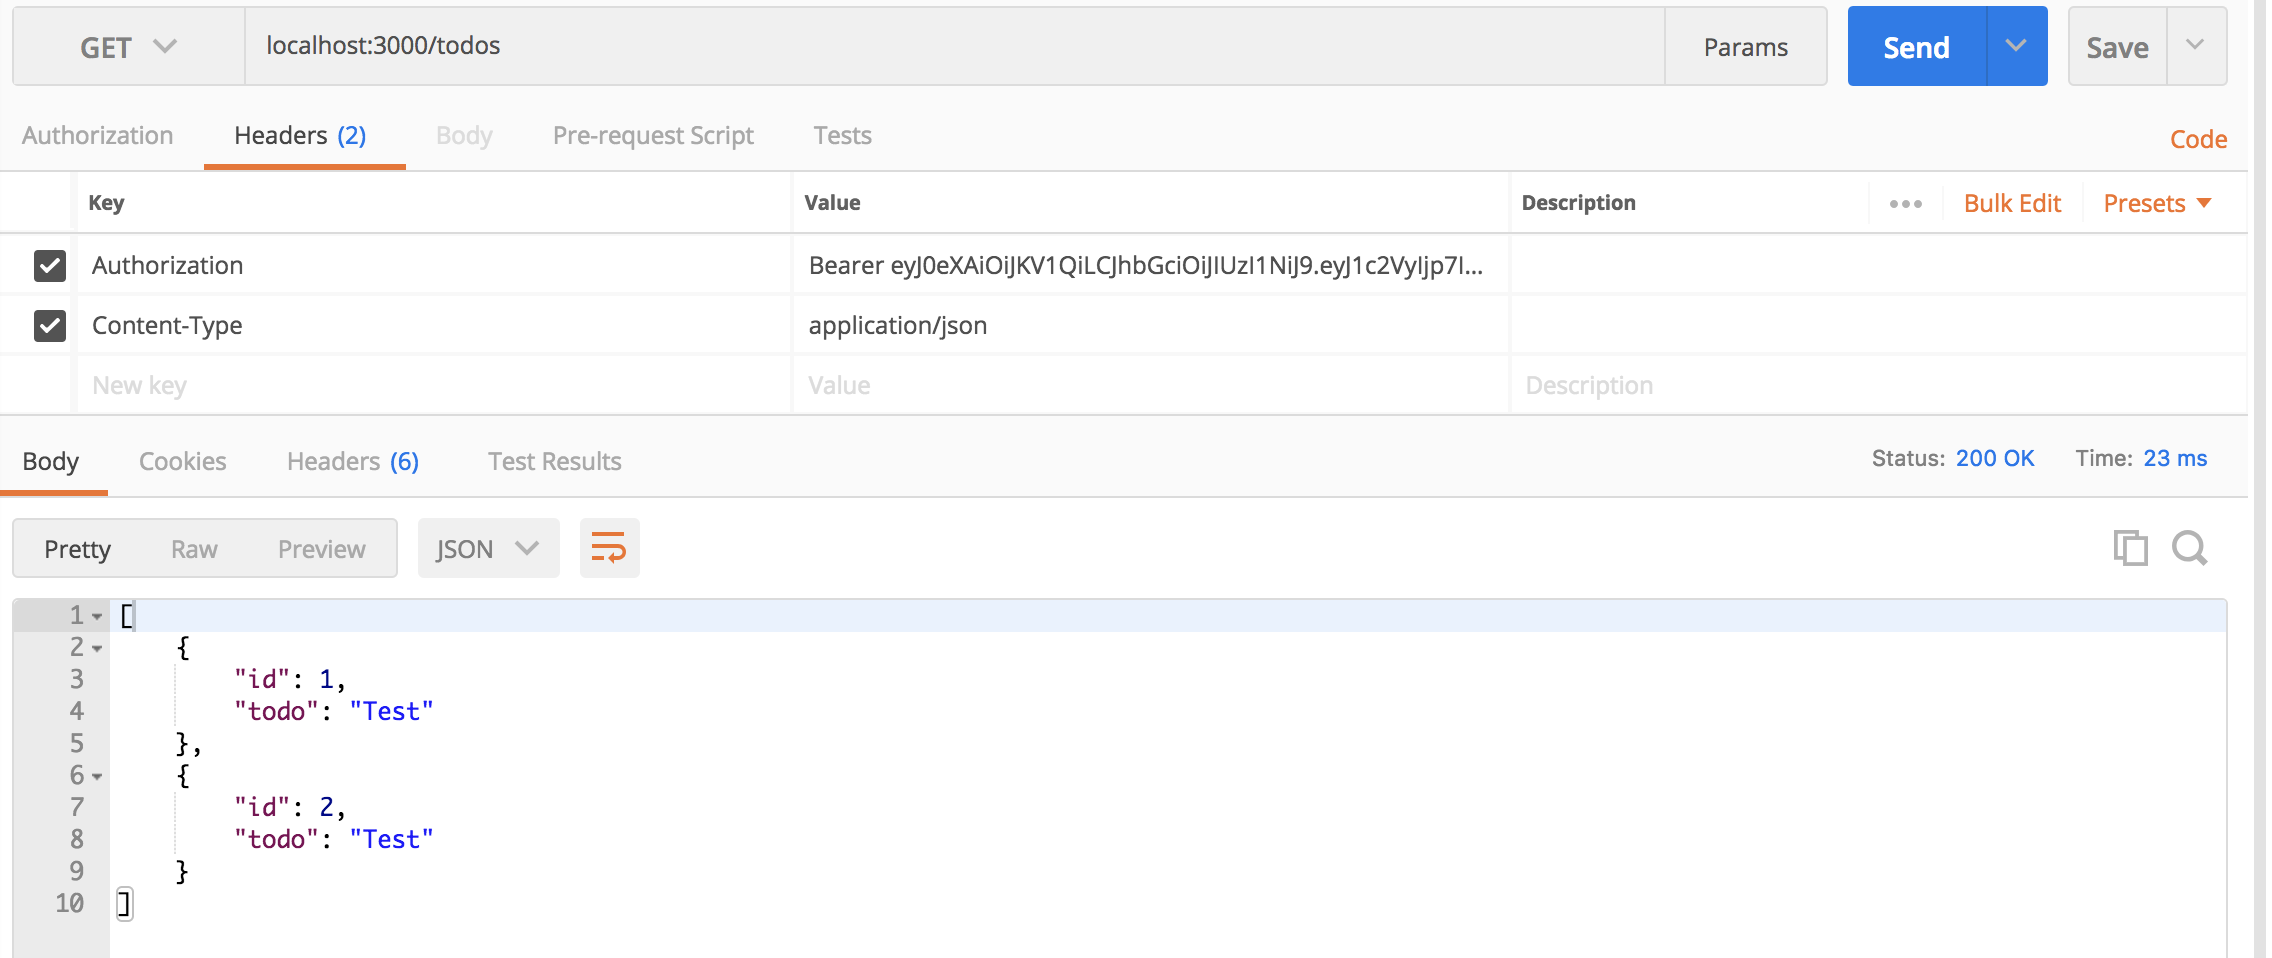 GET localhost:3000/todos Params Send Save
Authorization Headers (2) Body Pre-request Script Tests Code
Key Value Description ••• Bulk Edit Presets
Authorization Bearer eyJ0eXAiOiJKV1QiLCJhbGciOiJIUzI1NiJ9.eyJ1c2VyIjp7I...
Content-Type application/json
New key Value Description
Body Cookies Headers (6) Test Results Status: 200 OK Time: 23 ms
Pretty Raw Preview JSON
1 [
2 {
3 "id": 1,
4 "todo": "Test"
5 },
6 {
7 "id": 2,
8 "todo": "Test"
9 }
10 ]